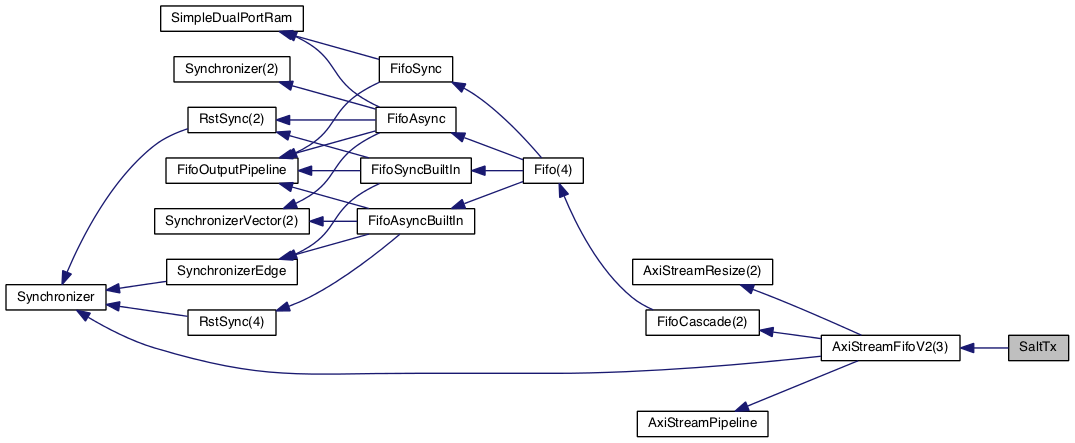 SimpleDualPortRam
Synchronizer(2)
FifoSync
RstSync(2)
FifoAsync
FifoOutputPipeline
FifoSyncBuiltIn
Fifo(4)
SynchronizerVector(2)
FifoAsyncBuiltIn
SynchronizerEdge
AxiStreamResize(2)
Synchronizer
RstSync(4)
FifoCascade(2)
AxiStreamFifoV2(3)
SaltTx
AxiStreamPipeline